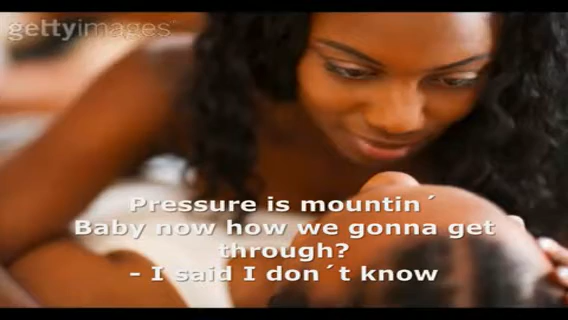 gettyimages
Pressure is mountin´
Baby now how we gonna get
through?
- I said I don´t know